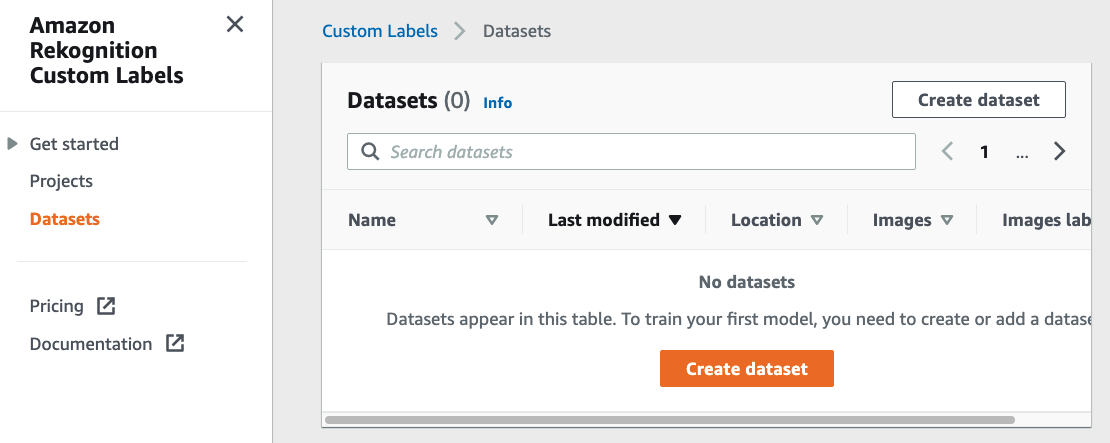 Amazon
Rekognition
Custom Labels
Get started
Projects
Datasets
Pricing
Documentation
Custom Labels Datasets
Datasets (0) Info Create dataset
Search datasets 1 ...
Name Last modified Location Images Images lab
No datasets
Datasets appear in this table. To train your first model, you need to create or add a datase
Create dataset